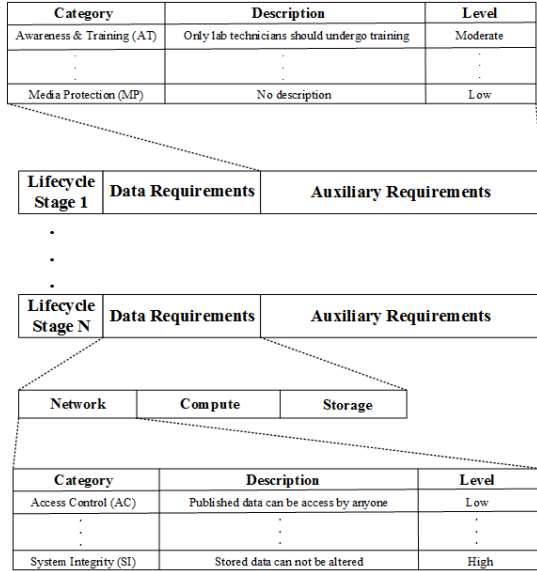 Category Description Level
Awareness & Training (AT) Only lab technicians should undergo training Moderate
Media Protection (MP) No description Low
Lifecycle Stage 1 Data Requirements Auxiliary Requirements
Lifecycle Stage N Data Requirements Auxiliary Requirements
Network Compute Storage
Category Description Level
Access Control (AC) Published data can be access by anyone Low
System Integrity (SI) Stored data can not be altered High